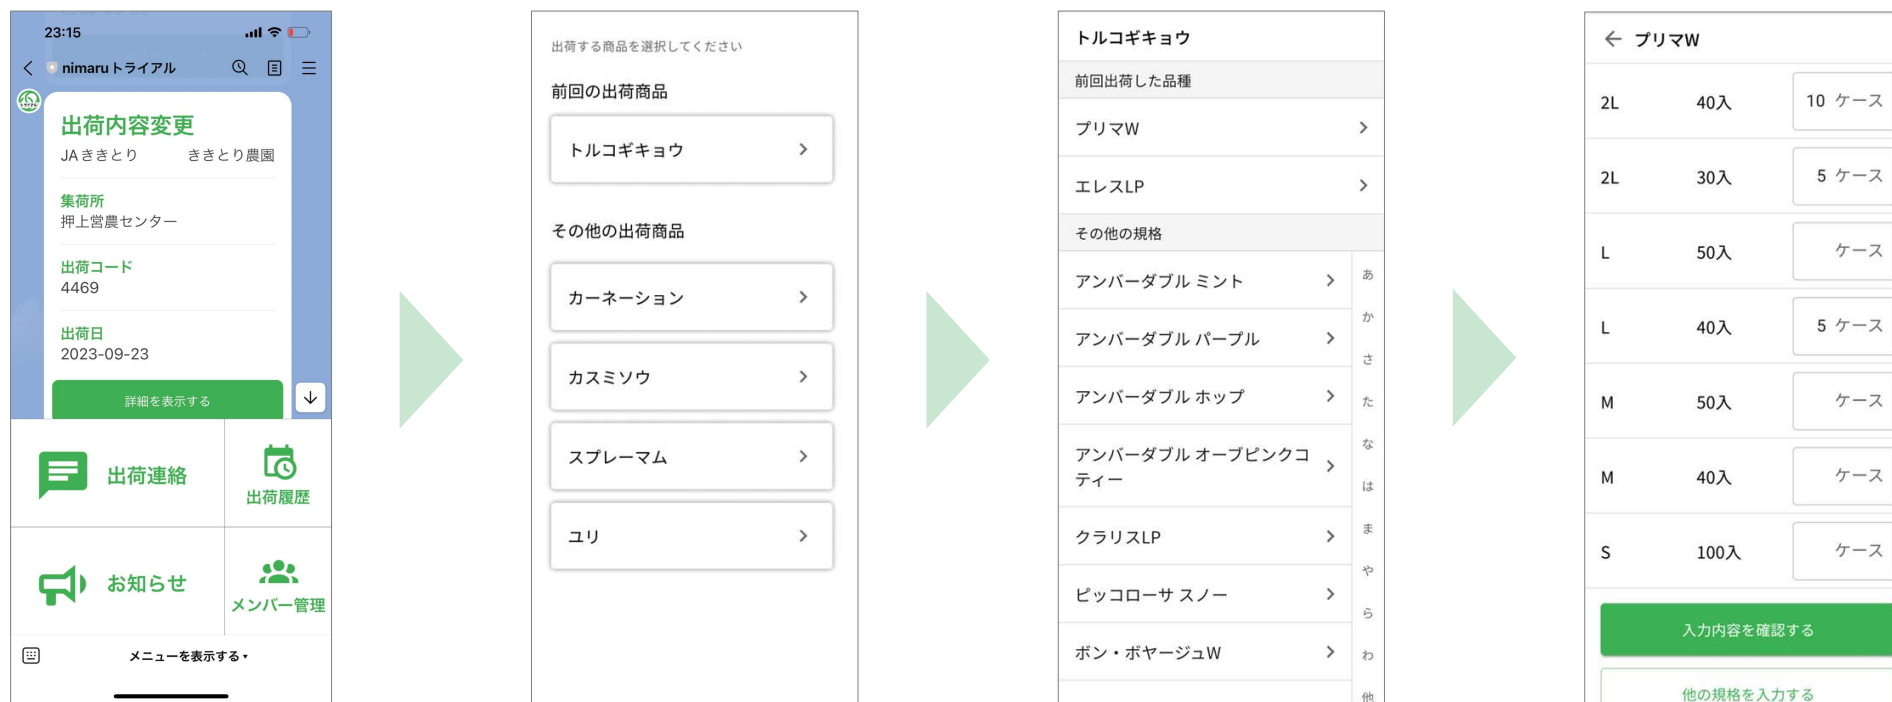 23:15
nimaru トライアル
出荷内容変更
JAききとり ききとり農園
集荷所
押上営農センター
出荷コード
4469
出荷日
2023-09-23
詳細を表示する
出荷連絡
出荷履歴
お知らせ
メンバー管理
メニューを表示する▾
出荷する商品を選択してください
前回の出荷商品
トルコギキョウ
その他の出荷商品
カーネーション
カスミソウ
スプレーマム
ユリ
トルコギキョウ
前回出荷した品種
プリマW
エレスLP
その他の規格
アンバーダブル ミント
アンバーダブル パープル
アンバーダブル ホップ
アンバーダブル オーブピンクコ
ティー
クラリスLP
ピッコローサ スノー
ボン・ボヤージュW
あ
か
さ
た
な
は
ま
や
ら
わ
他
← プリマW
2L 40入 10 ケース
2L 30入 5 ケース
L 50入 ケース
L 40入 5 ケース
M 50入 ケース
M 40入 ケース
S 100入 ケース
入力内容を確認する
他の規格を入力する